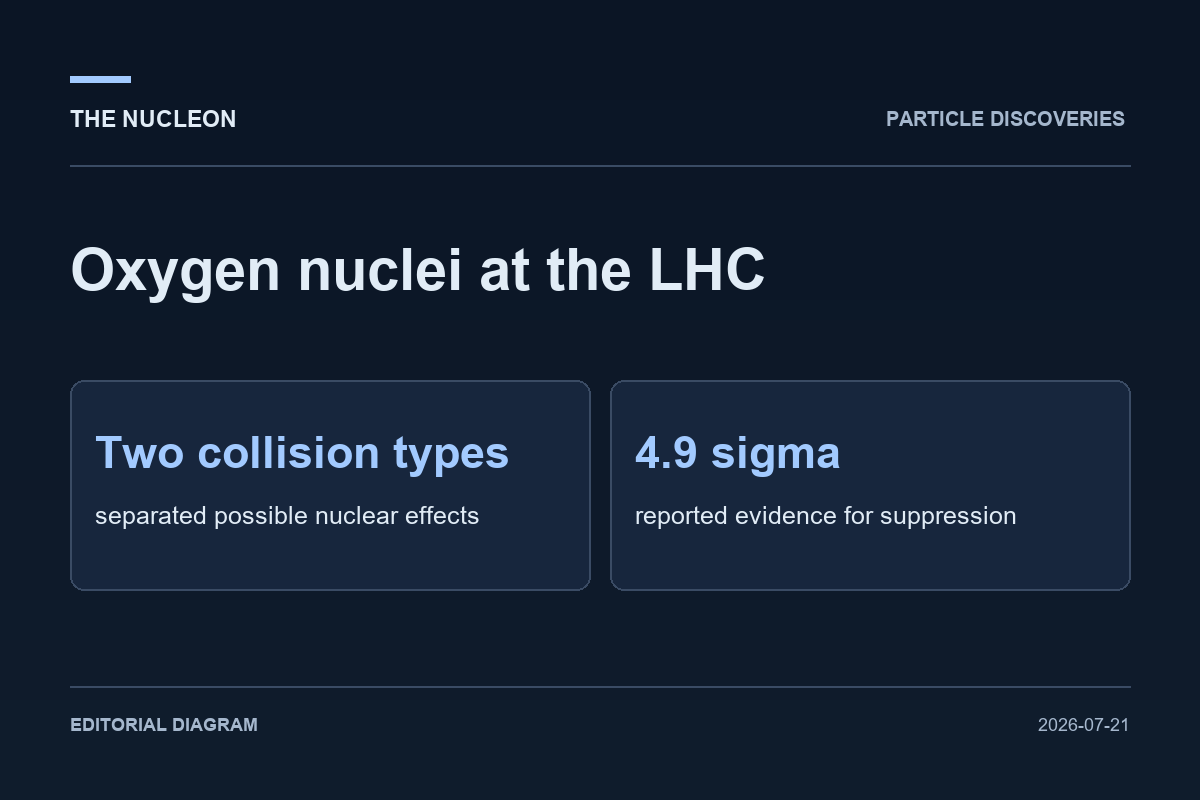 THE NUCLEON
PARTICLE DISCOVERIES
Oxygen nuclei at the LHC
Two collision types
separated possible nuclear effects
4.9 sigma
reported evidence for suppression
EDITORIAL DIAGRAM
2026-07-21